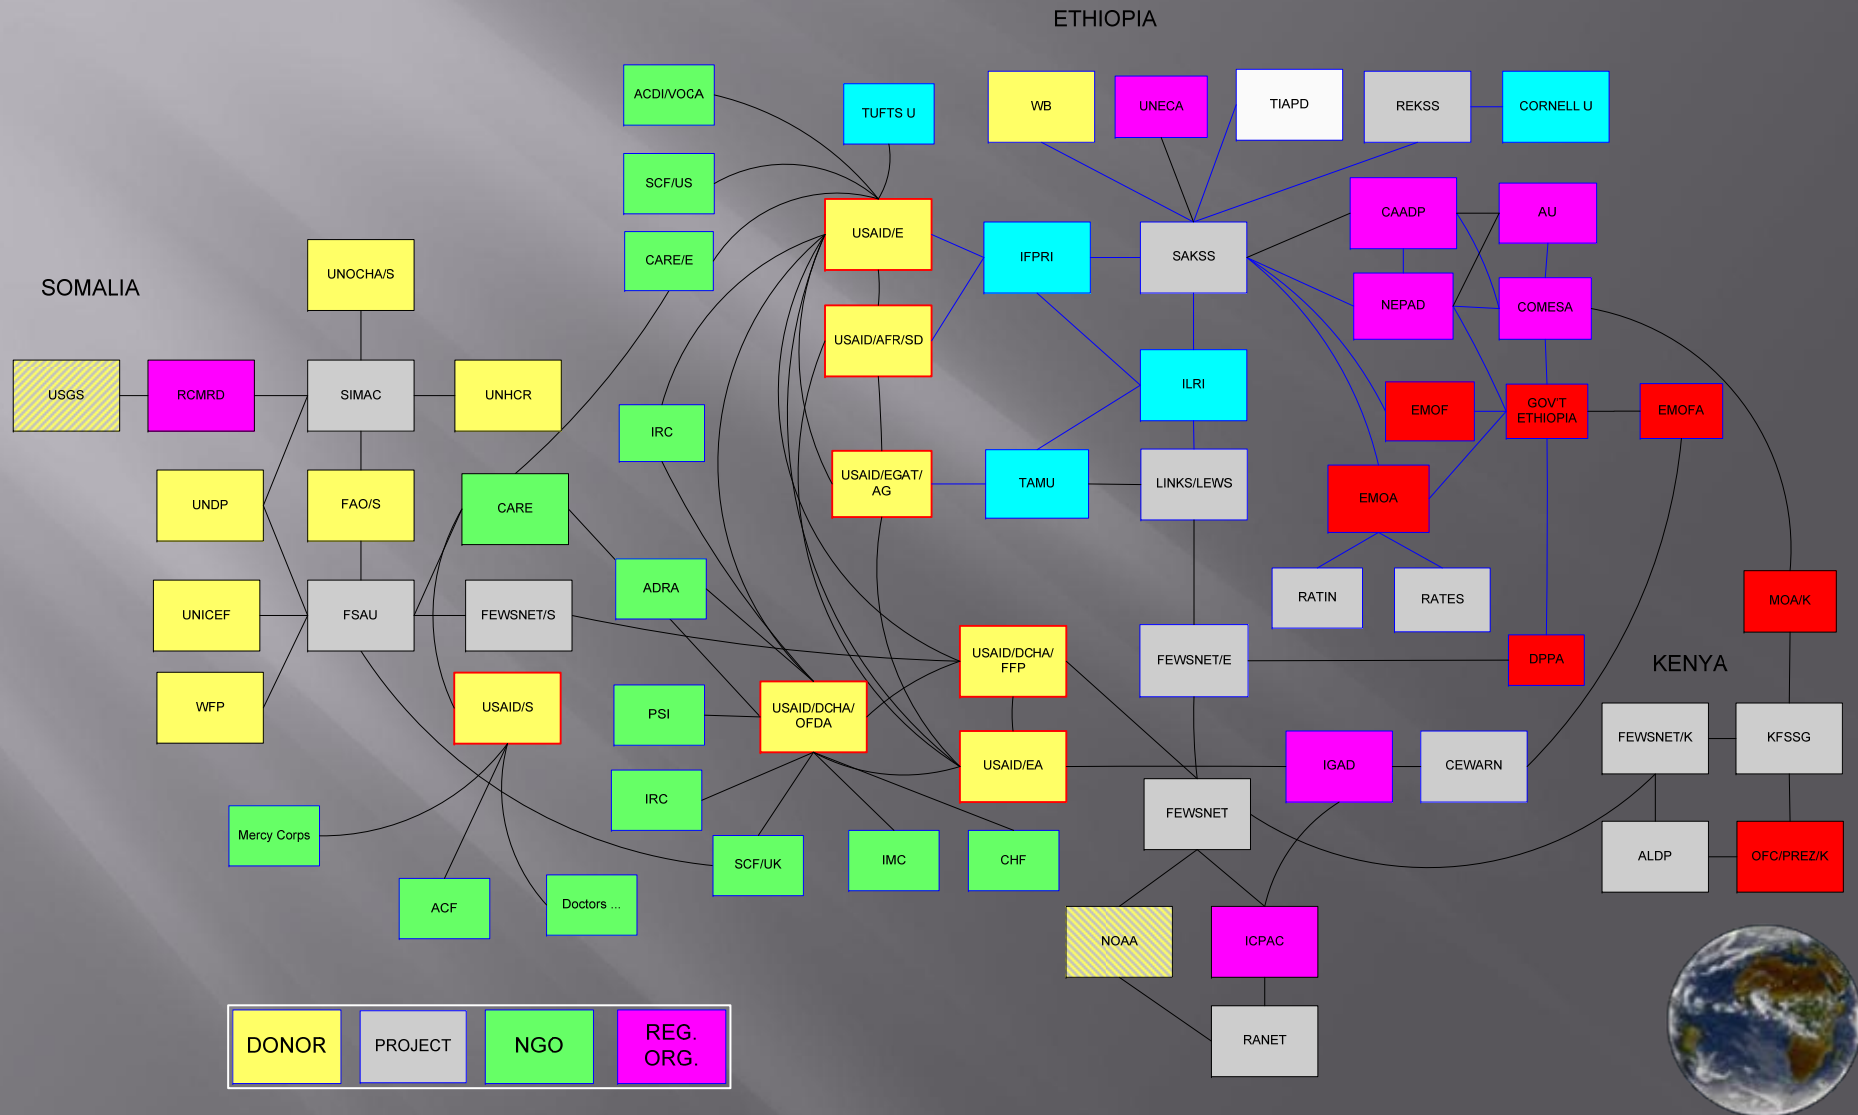 ETHIOPIA
ACDI/VOCA
TUFTS U
WB
UNECA
TIAPD
REKSS
CORNELL U
SCF/US
CAADP
AU
USAID/E
CARE/E
IFPRI
SAKSS
SOMALIA
UNOCHA/S
NEPAD
COMESA
USAID/AFR/SD
USGS
RCMRD
SIMAC
UNHCR
ILRI
IRC
EMOF
GOV'T
ETHIOPIA
EMOFA
USAID/EGAT/
AG
TAMU
LINKS/LEWS
EMOA
UNDP
FAO/S
CARE
ADRA
RATIN
RATES
MOA/K
UNICEF
FSAU
FEWSNET/S
USAID/DCHA/
FFP
FEWSNET/E
DPPA
KENYA
WFP
USAID/S
PSI
USAID/DCHA/
OFDA
FEWSNET/K
KFSSG
USAID/EA
IGAD
CEWARN
IRC
FEWSNET
Mercy Corps
SCF/UK
IMC
CHF
ALDP
OFC/PREZ/K
ACF
Doctors ...
NOAA
ICPAC
RANET
DONOR
PROJECT
NGO
REG.
ORG.